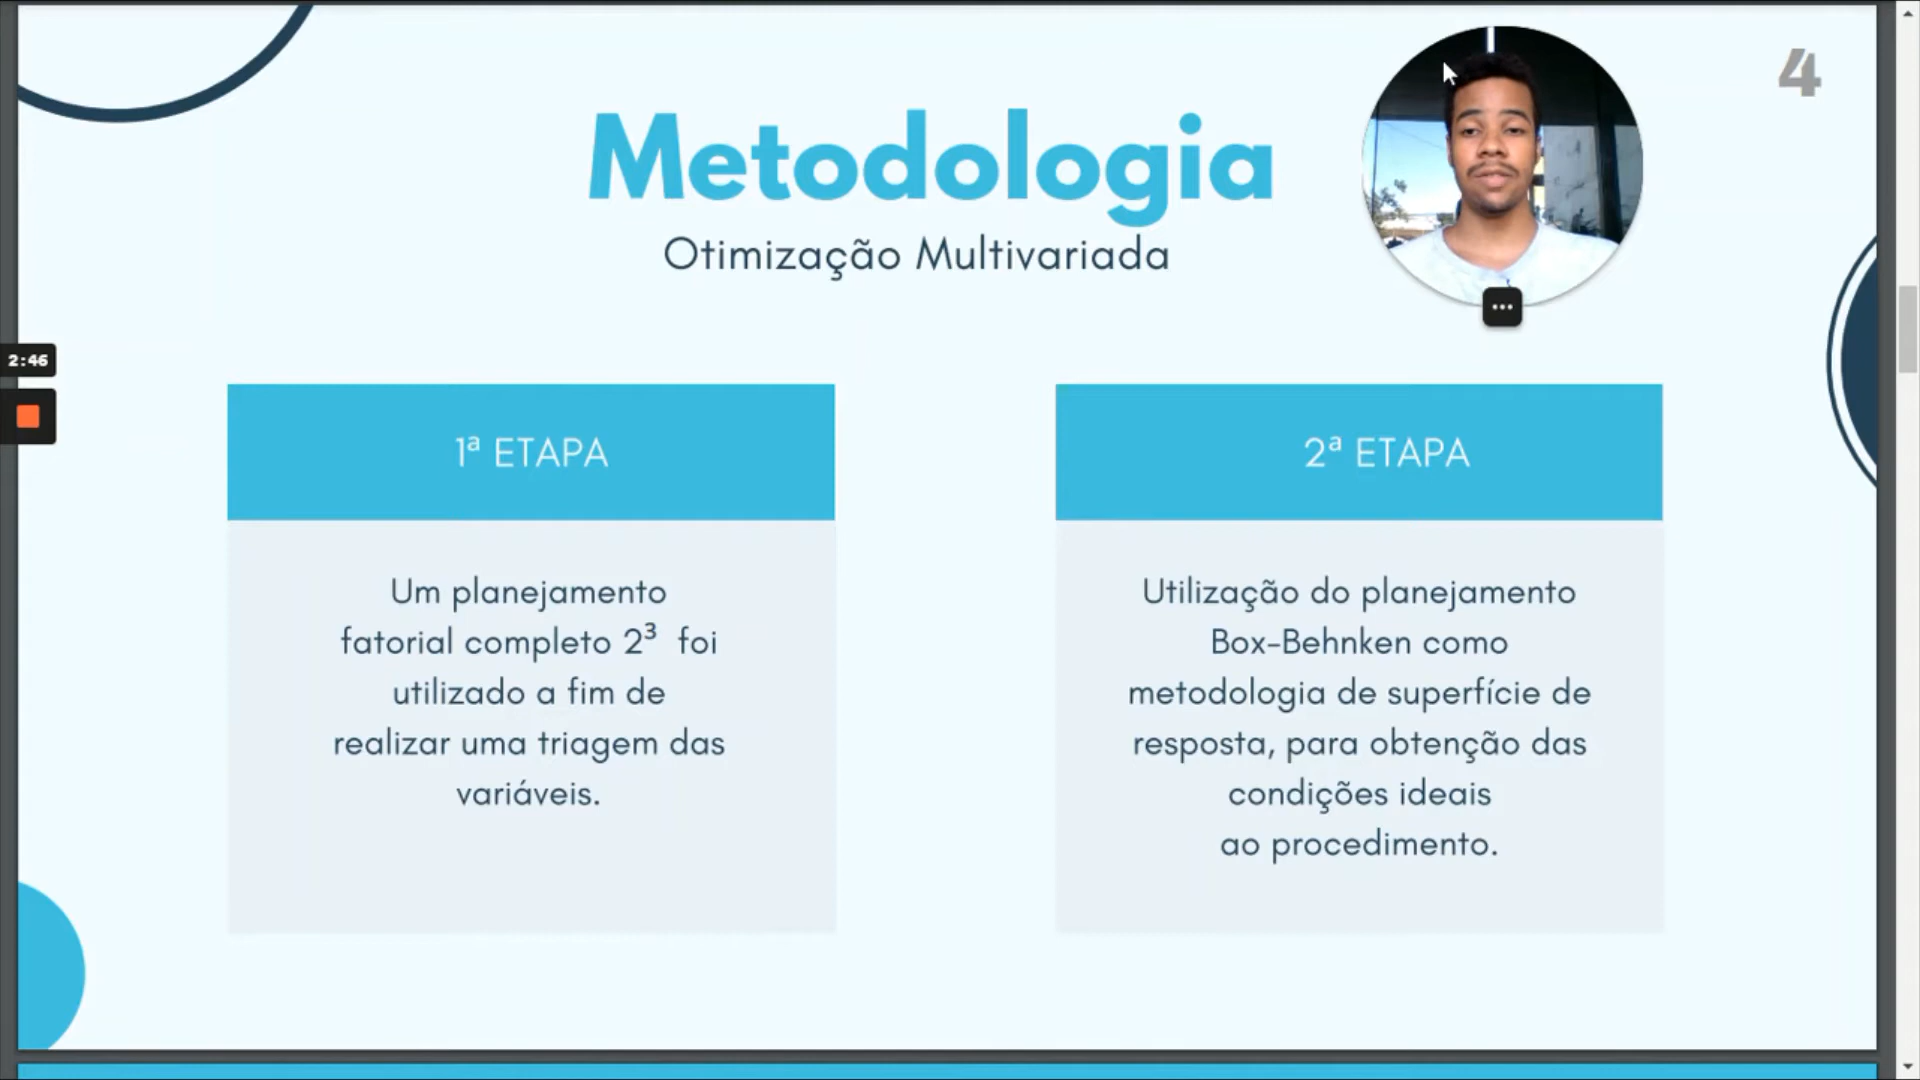 4
Metodologia
Otimização Multivariada
2:46
1ª ETAPA
Um planejamento
fatorial completo 2³ foi
utilizado a fim de
realizar uma triagem das
variáveis.
2ª ETAPA
Utilização do planejamento
Box-Behnken como
metodologia de superfície de
resposta, para obtenção das
condições ideais
ao procedimento.